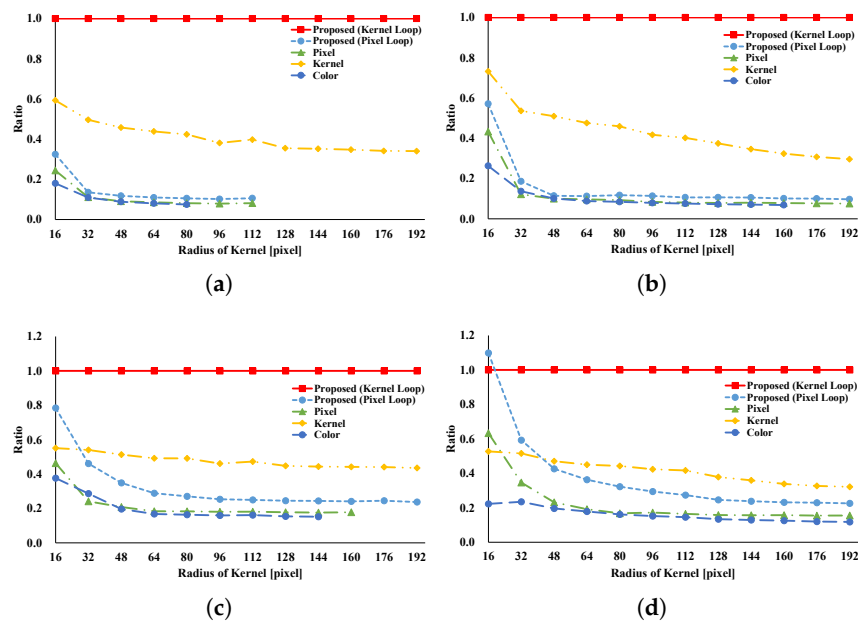 1.0
0.8
0.6
0.4
0.2
0.0
Ratio
Proposed (Kernel Loop)
Proposed (Pixel Loop)
Pixel
Kernel
Color
16 32 48 64 80 96 112 128 144 160 176 192
Radius of Kernel [pixel]
(a)
1.0
0.8
0.6
0.4
0.2
0.0
Ratio
Proposed (Kernel Loop)
Proposed (Pixel Loop)
Pixel
Kernel
Color
16 32 48 64 80 96 112 128 144 160 176 192
Radius of Kernel [pixel]
(b)
1.2
1.0
0.8
0.6
0.4
0.2
0.0
Ratio
Proposed (Kernel Loop)
Proposed (Pixel Loop)
Pixel
Kernel
Color
16 32 48 64 80 96 112 128 144 160 176 192
Radius of Kernel [pixel]
(c)
1.2
1.0
0.8
0.6
0.4
0.2
0.0
Ratio
Proposed (Kernel Loop)
Proposed (Pixel Loop)
Pixel
Kernel
Color
16 32 48 64 80 96 112 128 144 160 176 192
Radius of Kernel [pixel]
(d)